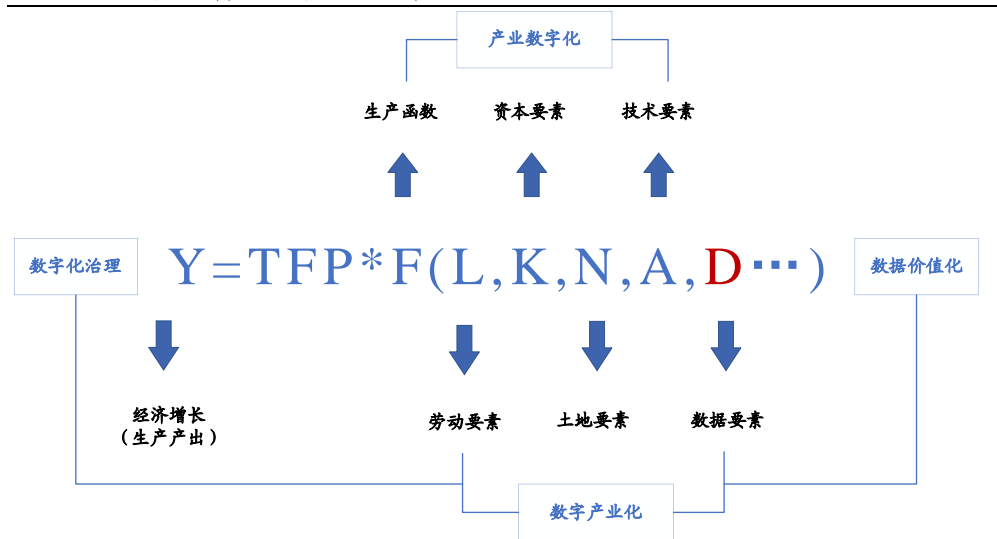 产业数字化
生产函数
资本要素
技术要素
数字化治理
Y=TFP*F(L,K,N,A,D…)
数据价值化
经济增长
（生产产出）
劳动要素
土地要素
数据要素
数字产业化